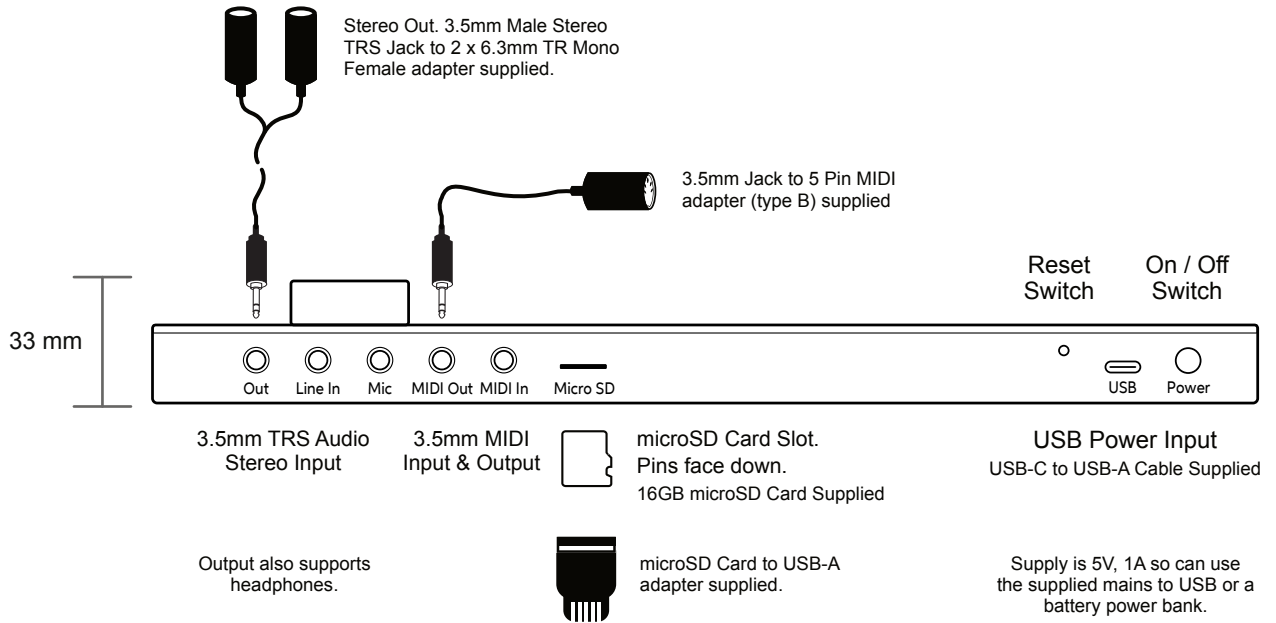 Stereo Out. 3.5mm Male Stereo
TRS Jack to 2 x 6.3mm TR Mono
Female adapter supplied.
3.5mm Jack to 5 Pin MIDI
adapter (type B) supplied
Reset
Switch
On / Off
Switch
33 mm
Out
Line In
Mic
MIDI Out
MIDI In
Micro SD
USB
Power
3.5mm TRS Audio
Stereo Input
3.5mm MIDI
Input & Output
microSD Card Slot.
Pins face down.
16GB microSD Card Supplied
USB Power Input
USB-C to USB-A Cable Supplied
Output also supports
headphones.
microSD Card to USB-A
adapter supplied.
Supply is 5V, 1A so can use
the supplied mains to USB or a
battery power bank.